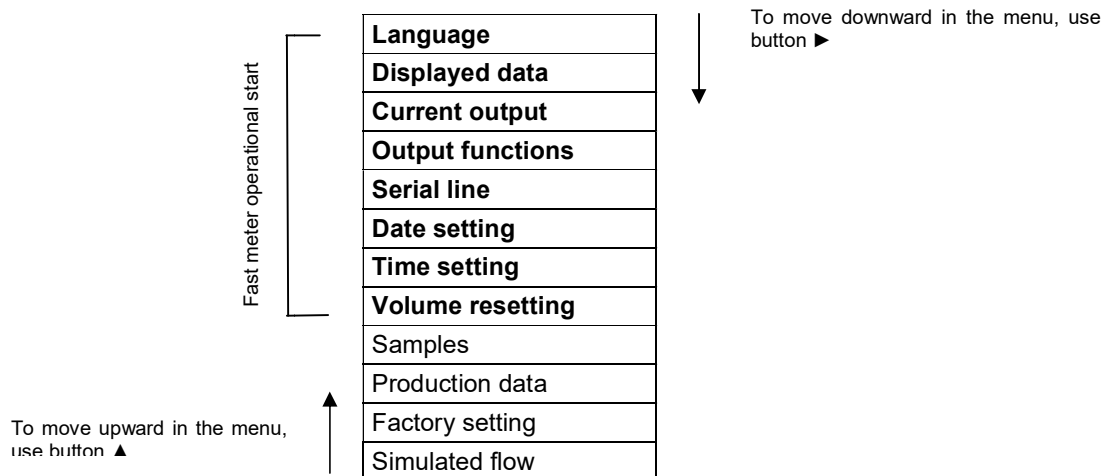 To move downward in the menu, use
button ►
Fast meter operational start
Language
Displayed data
Current output
Output functions
Serial line
Date setting
Time setting
Volume resetting
Samples
Production data
Factory setting
Simulated flow
To move upward in the menu,
use button ▲